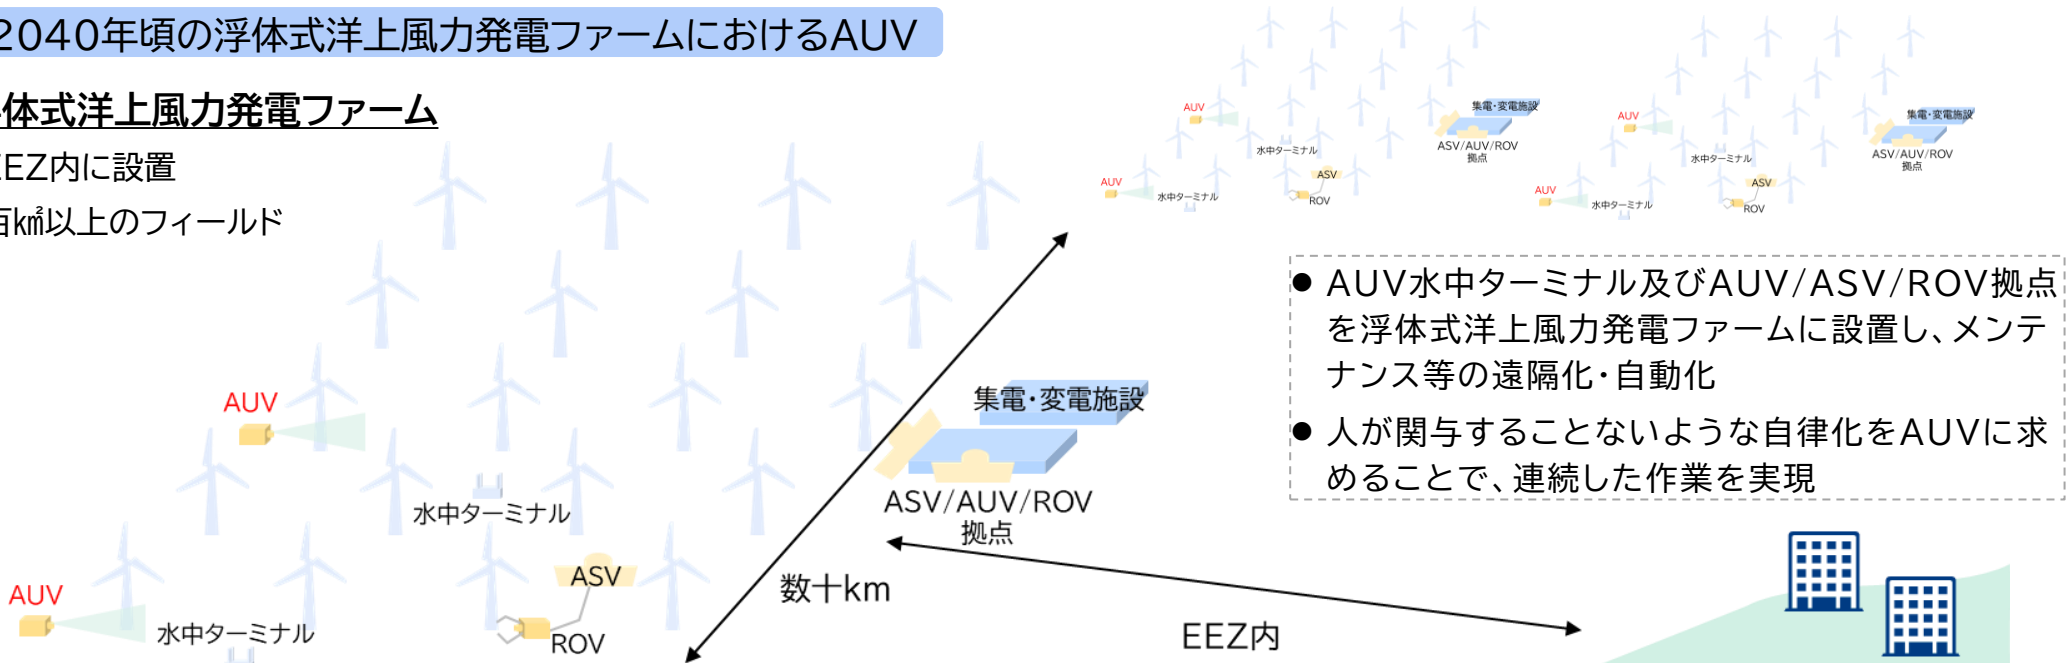 2040年頃の浮体式洋上風力発電ファームにおけるAUV
体式洋上風力発電ファーム
EEZ内に設置
百㎢以上のフィールド
AUV
集電・変電施設
水中ターミナル
ASV/AUV/ROV
拠点
AUV
水中ターミナル
ASV
ROV
AUV
集電・変電施設
水中ターミナル
ASV/AUV/ROV
拠点
AUV
水中ターミナル
ASV
ROV
● AUV水中ターミナル及びAUV/ASV/ROV拠点
を浮体式洋上風力発電ファームに設置し、メンテ
ナンス等の遠隔化・自動化
● 人が関与することないような自律化をAUVに求
めることで、連続した作業を実現
AUV
集電・変電施設
水中ターミナル
ASV/AUV/ROV
拠点
AUV
水中ターミナル
ASV
ROV
数十km
EEZ内